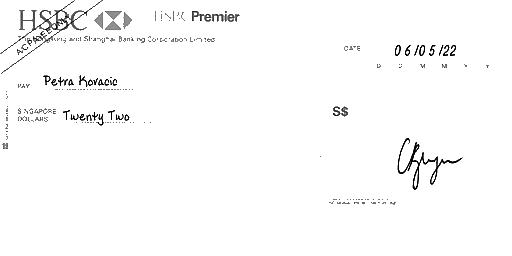 HSBC HSBC Premier
The Hongkong and Shanghai Banking Corporation Limited
A/C PAYEE ONLY
DATE 06/05/22
D D M M Y Y
PAY Petra Kovacic
SINGAPORE
DOLLARS Twenty Two
S$